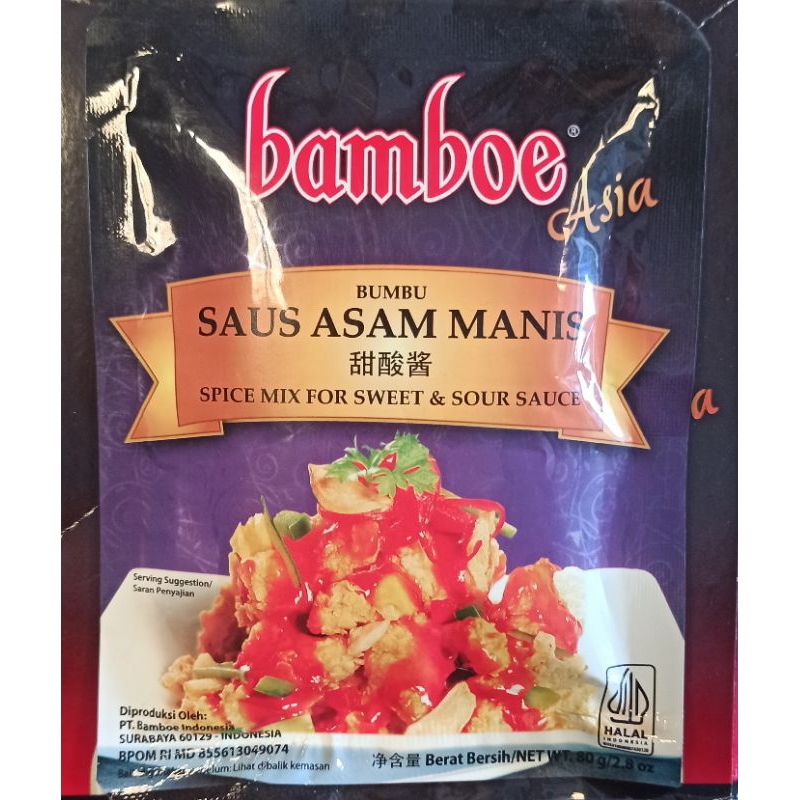 bamboe®
Asia
BUMBU
SAUS ASAM MANIS
甜酸酱
SPICE MIX FOR SWEET & SOUR SAUCE
a
Serving Suggestion/
Saran Penyajian
Diproduksi Oleh:
PT. Bamboe Indonesia
SURABAYA 60129 - INDONESIA
BPOM RI MD 855613049074
Lihat dibalik kemasan
HALAL
INDONESIA
净含量 Berat Bersih/NET WT. 80 g/2.8 oz